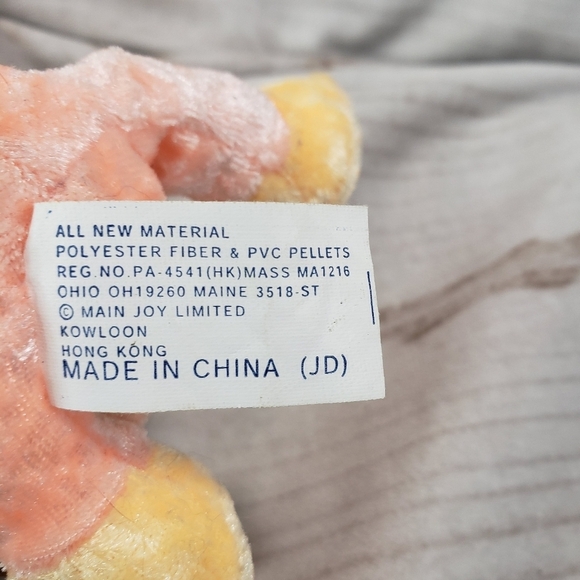 ALL NEW MATERIAL
POLYESTER FIBER & PVC PELLETS
REG.NO.PA-4541(HK)MASS MA1216
OHIO OH19260 MAINE 3518-ST
© MAIN JOY LIMITED
KOWLOON
HONG KONG
MADE IN CHINA (JD)